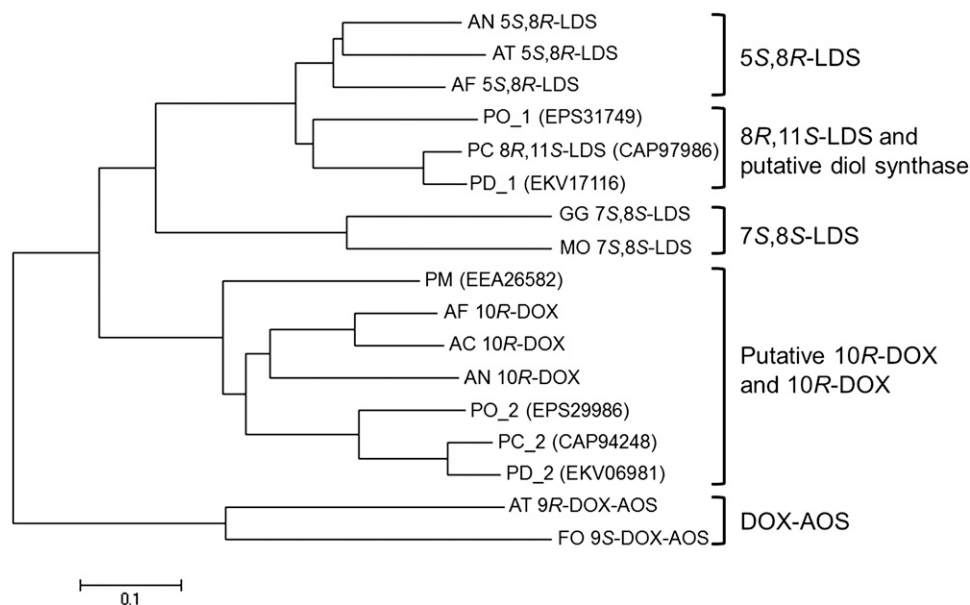 AN 5S,8R-LDS
AT 5S,8R-LDS
AF 5S,8R-LDS
5S,8R-LDS
PO_1 (EPS31749)
PC 8R,11S-LDS (CAP97986)
PD_1 (EKV17116)
8R,11S-LDS and
putative diol synthase
GG 7S,8S-LDS
MO 7S,8S-LDS
7S,8S-LDS
PM (EEA26582)
AF 10R-DOX
AC 10R-DOX
AN 10R-DOX
PO_2 (EPS29986)
PC_2 (CAP94248)
PD_2 (EKV06981)
Putative 10R-DOX
and 10R-DOX
AT 9R-DOX-AOS
FO 9S-DOX-AOS
DOX-AOS
0.1